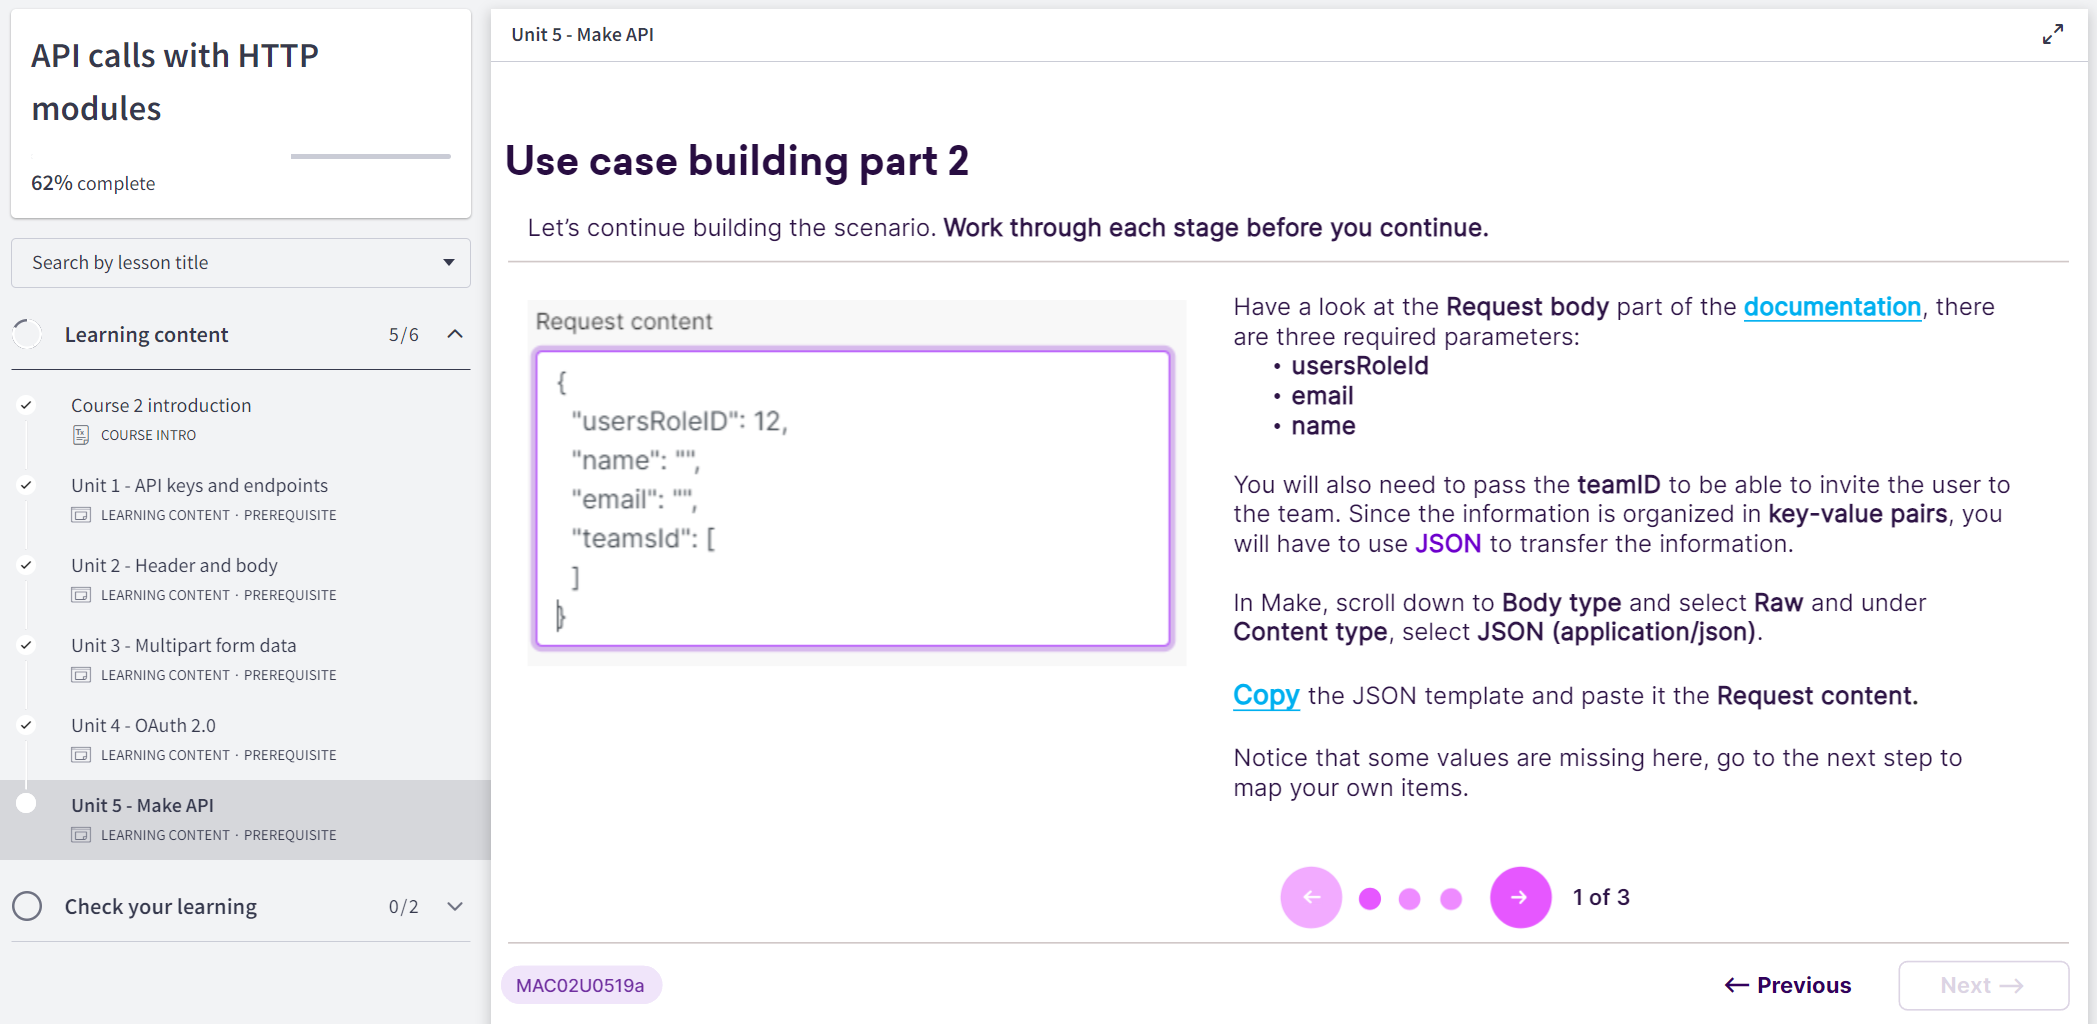 API calls with HTTP
modules
62% complete
Search by lesson title
Learning content 5/6
Course 2 introduction
COURSE INTRO
Unit 1 - API keys and endpoints
LEARNING CONTENT · PREREQUISITE
Unit 2 - Header and body
LEARNING CONTENT · PREREQUISITE
Unit 3 - Multipart form data
LEARNING CONTENT · PREREQUISITE
Unit 4 - OAuth 2.0
LEARNING CONTENT · PREREQUISITE
Unit 5 - Make API
LEARNING CONTENT · PREREQUISITE
Check your learning 0/2
Unit 5 - Make API
Use case building part 2
Let’s continue building the scenario. Work through each stage before you continue.
Request content
{
"usersRoleID": 12,
"name": "",
"email": "",
"teamsId": [
]
}
Have a look at the Request body part of the documentation, there
are three required parameters:
• usersRoleId
• email
• name
You will also need to pass the teamID to be able to invite the user to
the team. Since the information is organized in key-value pairs, you
will have to use JSON to transfer the information.
In Make, scroll down to Body type and select Raw and under
Content type, select JSON (application/json).
Copy the JSON template and paste it the Request content.
Notice that some values are missing here, go to the next step to
map your own items.
← → 1 of 3
MAC02U0519a
← Previous
Next →